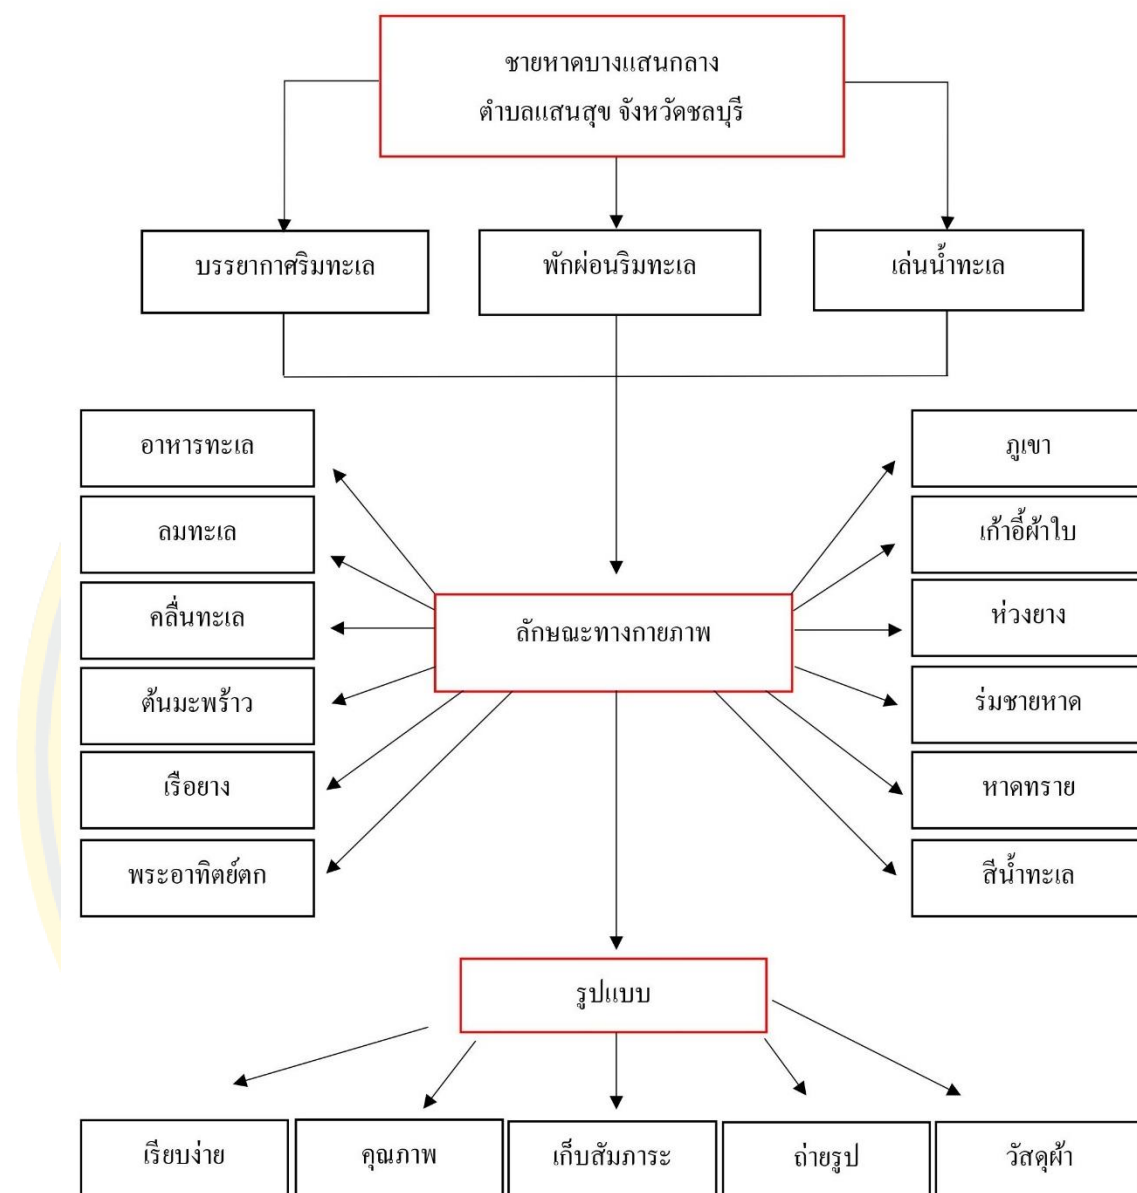 ชายหาดบางแสนกลาง
ตำบลแสนสุข จังหวัดชลบุรี
บรรยากาศริมทะเล
พักผ่อนริมทะเล
เล่นน้ำทะเล
อาหารทะเล
ภูเขา
ลมทะเล
เก้าอี้ผ้าใบ
คลื่นทะเล
ลักษณะทางกายภาพ
ห่วงยาง
ต้นมะพร้าว
ร่มชายหาด
เรือยาง
หาดทราย
พระอาทิตย์ตก
สีน้ำทะเล
รูปแบบ
เรียบง่าย
คุณภาพ
เก็บสัมภาระ
ถ่ายรูป
วัสดุผ้า